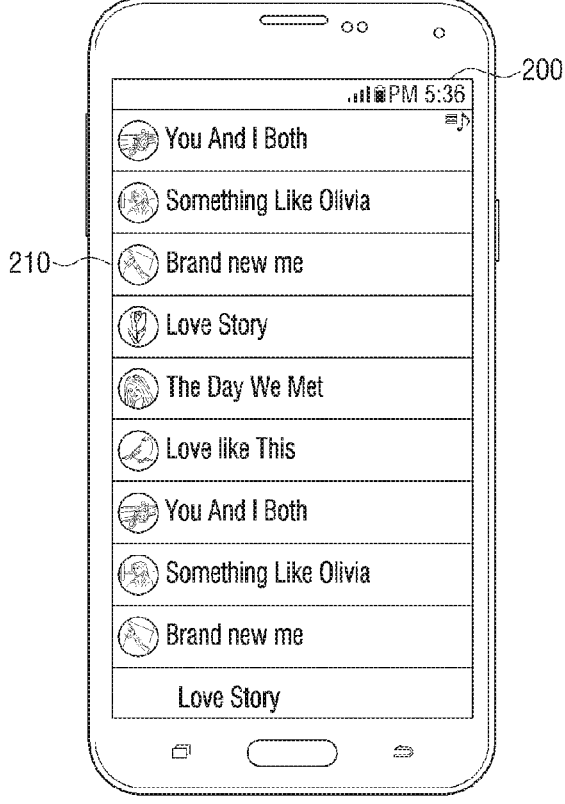 200
PM 5:36
You And I Both
Something Like Olivia
210
Brand new me
Love Story
The Day We Met
Love like This
You And I Both
Something Like Olivia
Brand new me
Love Story